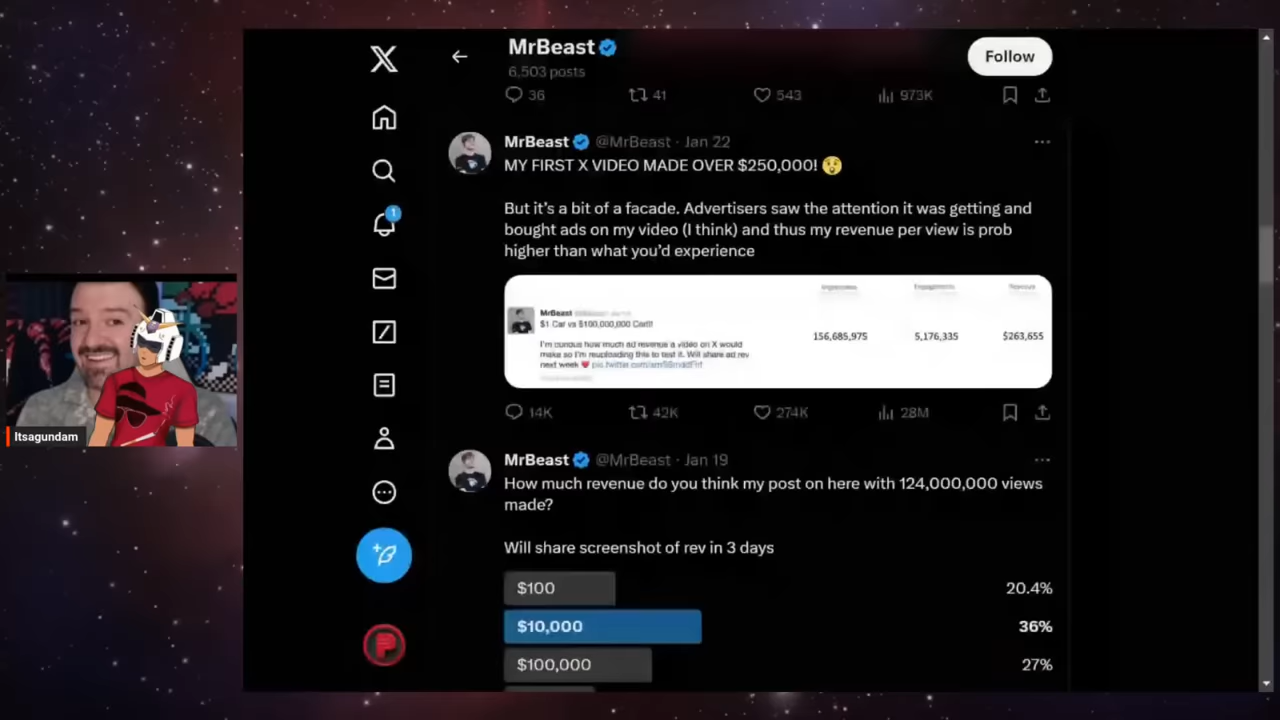 MrBeast
6,503 posts
Follow
36 41 543 973K
MrBeast @MrBeast · Jan 22
MY FIRST X VIDEO MADE OVER $250,000! 😲
But it's a bit of a facade. Advertisers saw the attention it was getting and
bought ads on my video (I think) and thus my revenue per view is prob
higher than what you'd experience
Impressions Engagements Revenue
MrBeast
$1 Car vs $100,000,000 Car!!!
156,685,975 5,176,335 $263,655
I'm curious how much ad revenue a video on X would
make so I'm reuploading this to test it. Will share ad rev
next week
14K 42K 274K 28M
MrBeast @MrBeast · Jan 19
How much revenue do you think my post on here with 124,000,000 views
made?
Will share screenshot of rev in 3 days
$100 20.4%
$10,000 36%
$100,000 27%
1
Itsagundam